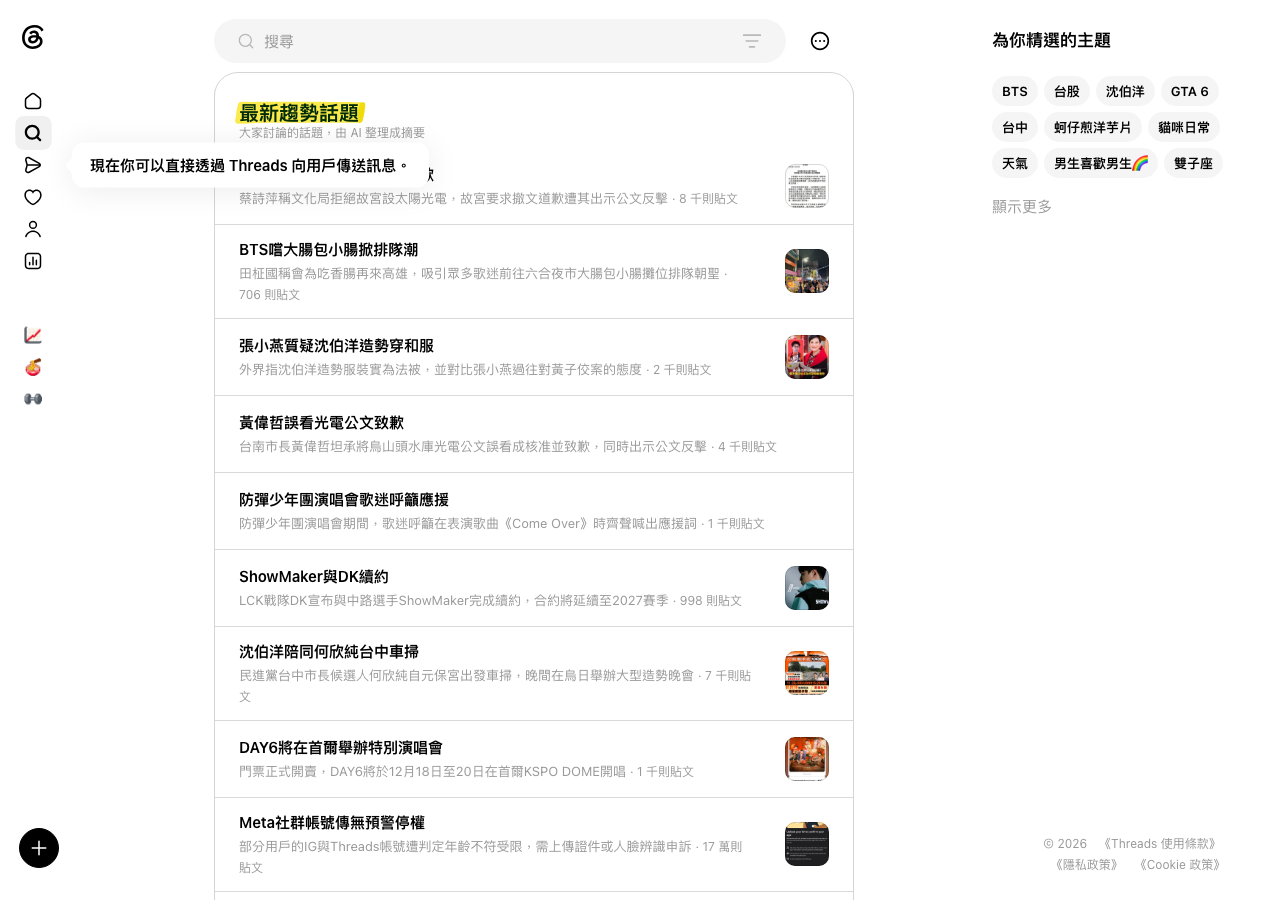 搜尋
最新趨勢話題
大家討論的話題，由 AI 整理成摘要
現在你可以直接透過 Threads 向用戶傳送訊息。
蔡詩萍稱文化局拒絕故宮設太陽光電，故宮要求撤文道歉遭其出示公文反擊 · 8 千則貼文
BTS嚐大腸包小腸掀排隊潮
田柾國稱會為吃香腸再來高雄，吸引眾多歌迷前往六合夜市大腸包小腸攤位排隊朝聖 ·
706 則貼文
張小燕質疑沈伯洋造勢穿和服
外界指沈伯洋造勢服裝實為法被，並對比張小燕過往對黃子佼案的態度 · 2 千則貼文
黃偉哲誤看光電公文致歉
台南市長黃偉哲坦承將烏山頭水庫光電公文誤看成核准並致歉，同時出示公文反擊 · 4 千則貼文
防彈少年團演唱會歌迷呼籲應援
防彈少年團演唱會期間，歌迷呼籲在表演歌曲《Come Over》時齊聲喊出應援詞 · 1 千則貼文
ShowMaker與DK續約
LCK戰隊DK宣布與中路選手ShowMaker完成續約，合約將延續至2027賽季 · 998 則貼文
沈伯洋陪同何欣純台中車掃
民進黨台中市長候選人何欣純自元保宮出發車掃，晚間在烏日舉辦大型造勢晚會 · 7 千則貼
文
DAY6將在首爾舉辦特別演唱會
門票正式開賣，DAY6將於12月18日至20日在首爾KSPO DOME開唱 · 1 千則貼文
Meta社群帳號傳無預警停權
部分用戶的IG與Threads帳號遭判定年齡不符受限，需上傳證件或人臉辨識申訴 · 17 萬則
貼文
為你精選的主題
BTS 台股 沈伯洋 GTA 6
台中 蚵仔煎洋芋片 貓咪日常
天氣 男生喜歡男生🌈 雙子座
顯示更多
© 2026 《Threads 使用條款》
《隱私政策》 《Cookie 政策》